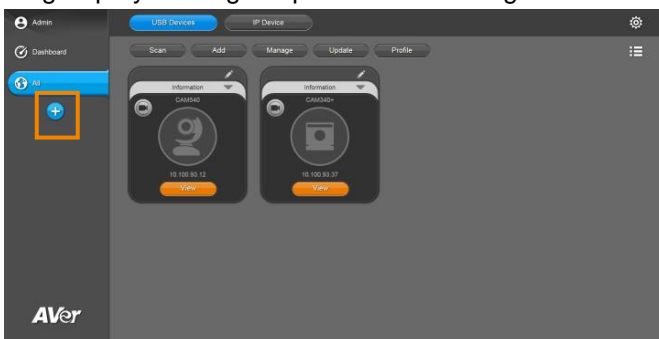 Admin
USB Devices
IP Device
Dashboard
Scan
Add
Manage
Update
Profile
All
Information
Information
CAM540
CAM340+
10.100.93.12
10.100.93.37
View
View
AVer